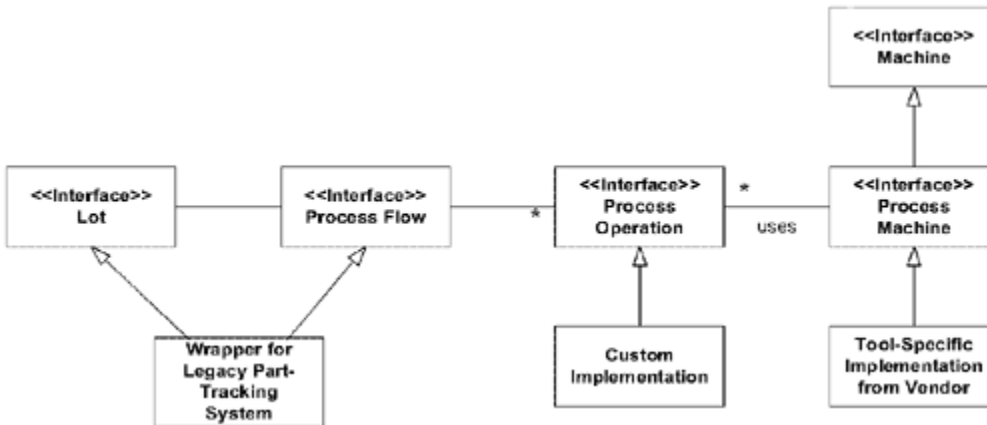 <<Interface>>
Machine
<<Interface>>
Lot
<<Interface>>
Process Flow
*
<<Interface>>
Process
Operation
*
uses
<<Interface>>
Process
Machine
Wrapper for
Legacy Part-
Tracking
System
Custom
Implementation
Tool-Specific
Implementation
from Vendor